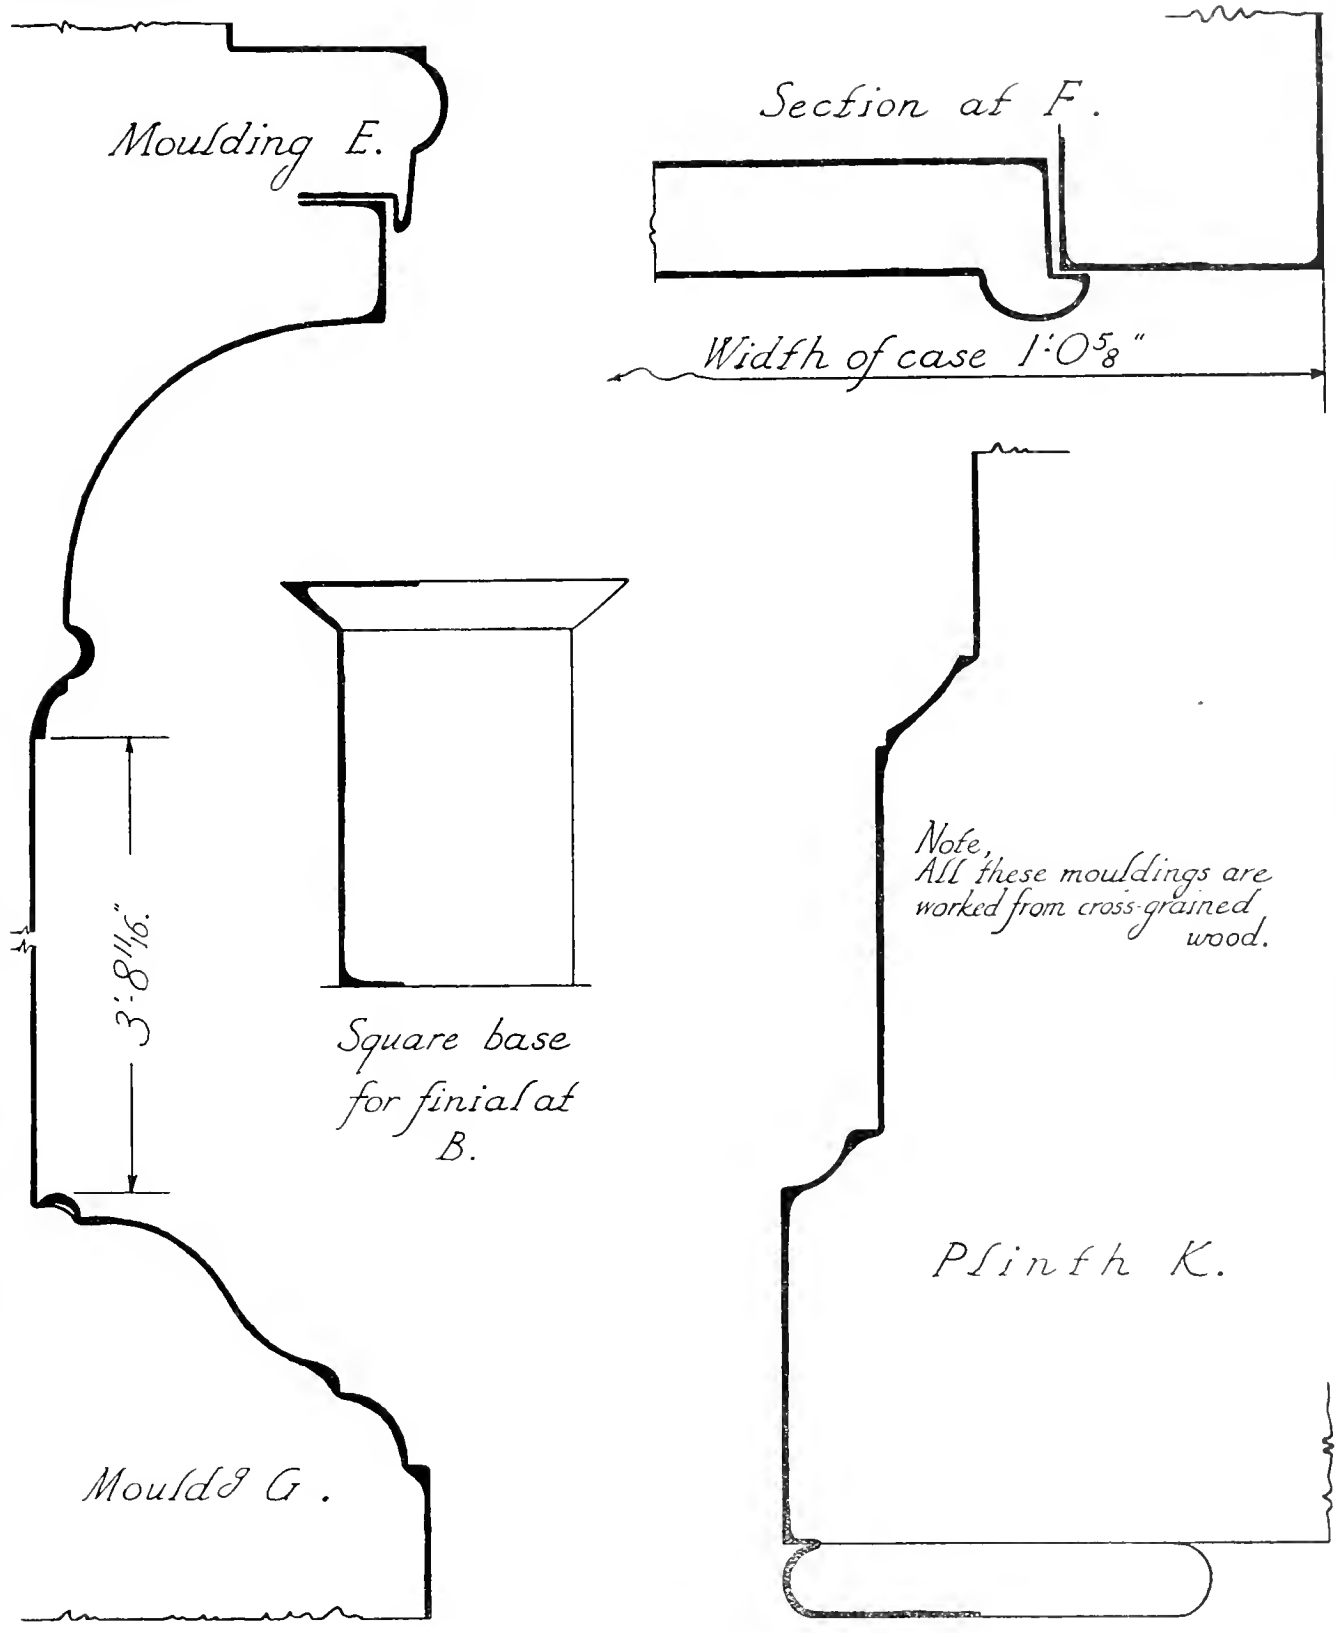 Moulding E.
Section at F.
Width of case 1'·0⅝"
3'·8 11/16"
Square base
for finial at
B.
Note,
All these mouldings are
worked from cross-grained
wood.
Plinth K.
Mouldg G.